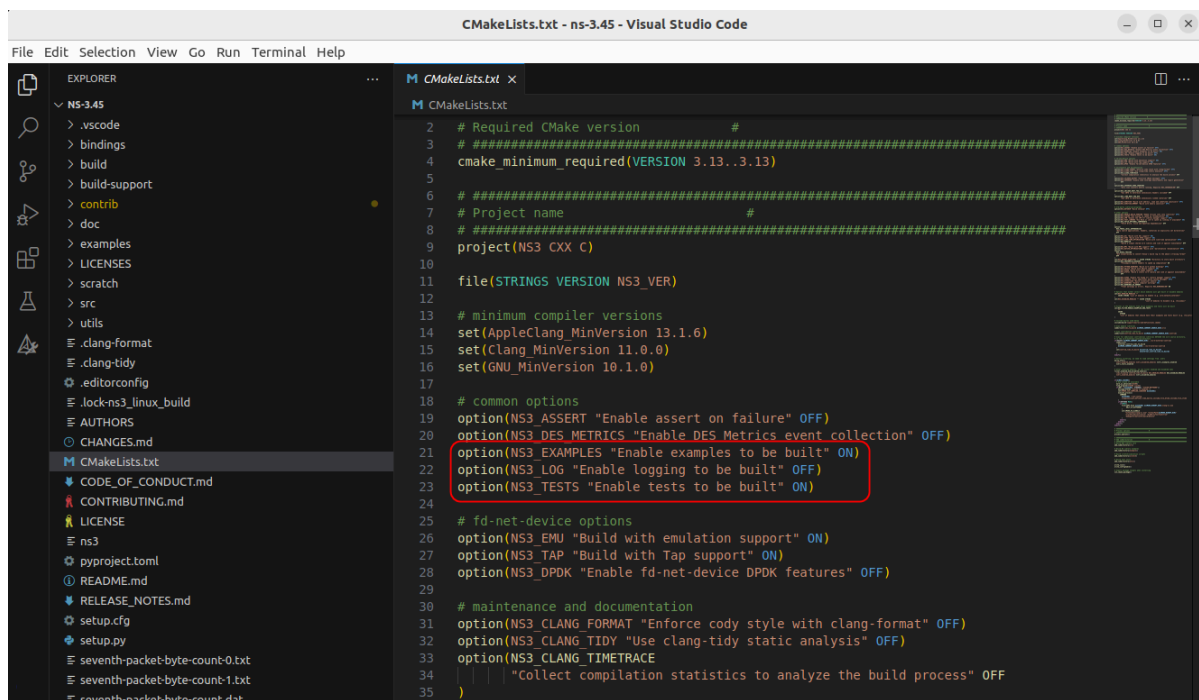 CMakeLists.txt - ns-3.45 - Visual Studio Code
File Edit Selection View Go Run Terminal Help
EXPLORER
NS-3.45
.vscode
bindings
build
build-support
contrib
doc
examples
LICENSES
scratch
src
utils
.clang-format
.clang-tidy
.editorconfig
.lock-ns3_linux_build
AUTHORS
CHANGES.md
CMakeLists.txt
CODE_OF_CONDUCT.md
CONTRIBUTING.md
LICENSE
ns3
pyproject.toml
README.md
RELEASE_NOTES.md
setup.cfg
setup.py
seventh-packet-byte-count-0.txt
seventh-packet-byte-count-1.txt
seventh-packet-byte-count.dat
CMakeLists.txt
CMakeLists.txt
2 # Required CMake version #
3 # ##############################################################################
4 cmake_minimum_required(VERSION 3.13..3.13)
5
6 # ##############################################################################
7 # Project name #
8 # ##############################################################################
9 project(NS3 CXX C)
10
11 file(STRINGS VERSION NS3_VER)
12
13 # minimum compiler versions
14 set(AppleClang_MinVersion 13.1.6)
15 set(Clang_MinVersion 11.0.0)
16 set(GNU_MinVersion 10.1.0)
17
18 # common options
19 option(NS3_ASSERT "Enable assert on failure" OFF)
20 option(NS3_DES_METRICS "Enable DES Metrics event collection" OFF)
21 option(NS3_EXAMPLES "Enable examples to be built" ON)
22 option(NS3_LOG "Enable logging to be built" OFF)
23 option(NS3_TESTS "Enable tests to be built" ON)
24
25 # fd-net-device options
26 option(NS3_EMU "Build with emulation support" ON)
27 option(NS3_TAP "Build with Tap support" ON)
28 option(NS3_DPDK "Enable fd-net-device DPDK features" OFF)
29
30 # maintenance and documentation
31 option(NS3_CLANG_FORMAT "Enforce cody style with clang-format" OFF)
32 option(NS3_CLANG_TIDY "Use clang-tidy static analysis" OFF)
33 option(NS3_CLANG_TIMETRACE
34 "Collect compilation statistics to analyze the build process" OFF
35 )